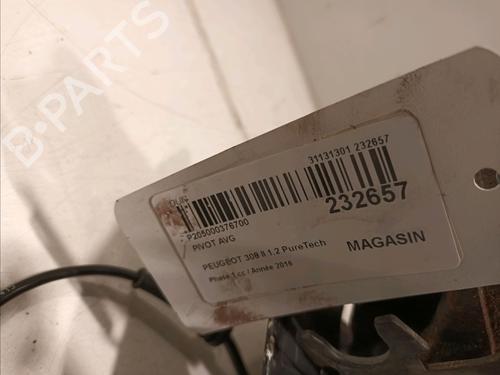 B-PARTS
31131301 232657
232657
P205000376700
PIVOT AVG
PEUGEOT 308 II 1.2 PureTech
MAGASIN
Phase 1 cc / Année 2016